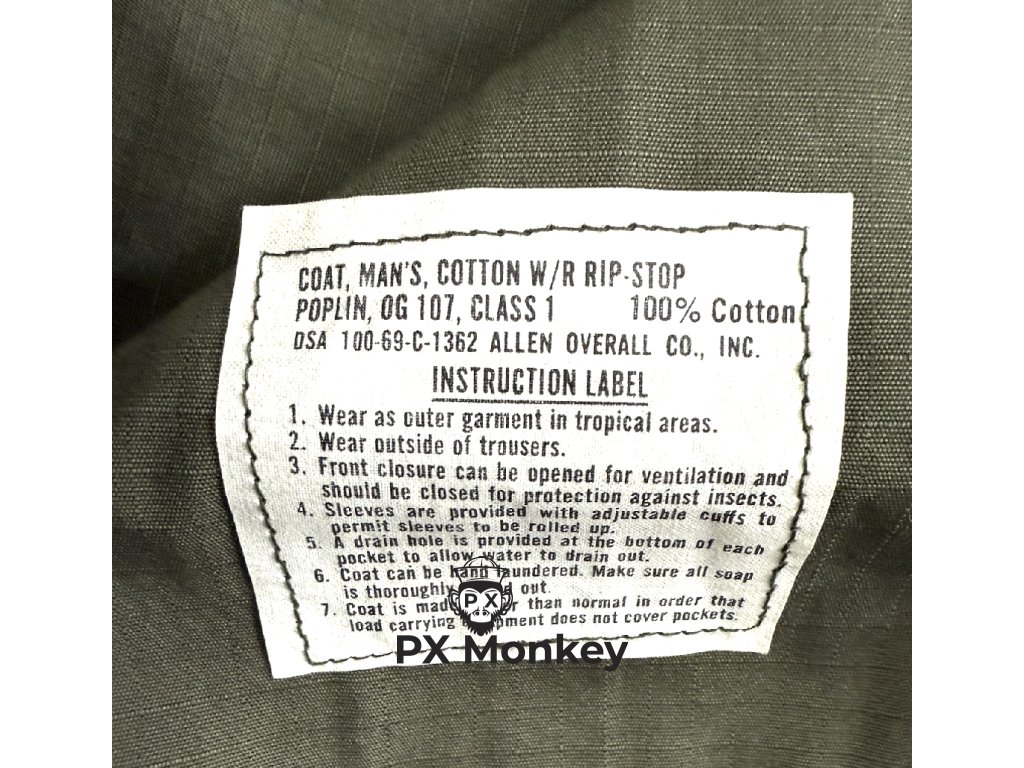 COAT, MAN'S, COTTON W/R RIP-STOP
POPLIN, OG 107, CLASS 1 100% Cotton
DSA 100-69-C-1362 ALLEN OVERALL CO., INC.
INSTRUCTION LABEL
1. Wear as outer garment in tropical areas.
2. Wear outside of trousers.
3. Front closure can be opened for ventilation and
should be closed for protection against insects.
4. Sleeves are provided with adjustable cuffs to
permit sleeves to be rolled up.
5. A drain hole is provided at the bottom of each
pocket to allow water to drain out.
6. Coat can be hand laundered. Make sure all soap
is thoroughly out.
7. Coat is than normal in order that
load carrying does not cover pockets.
PX
PX Monkey